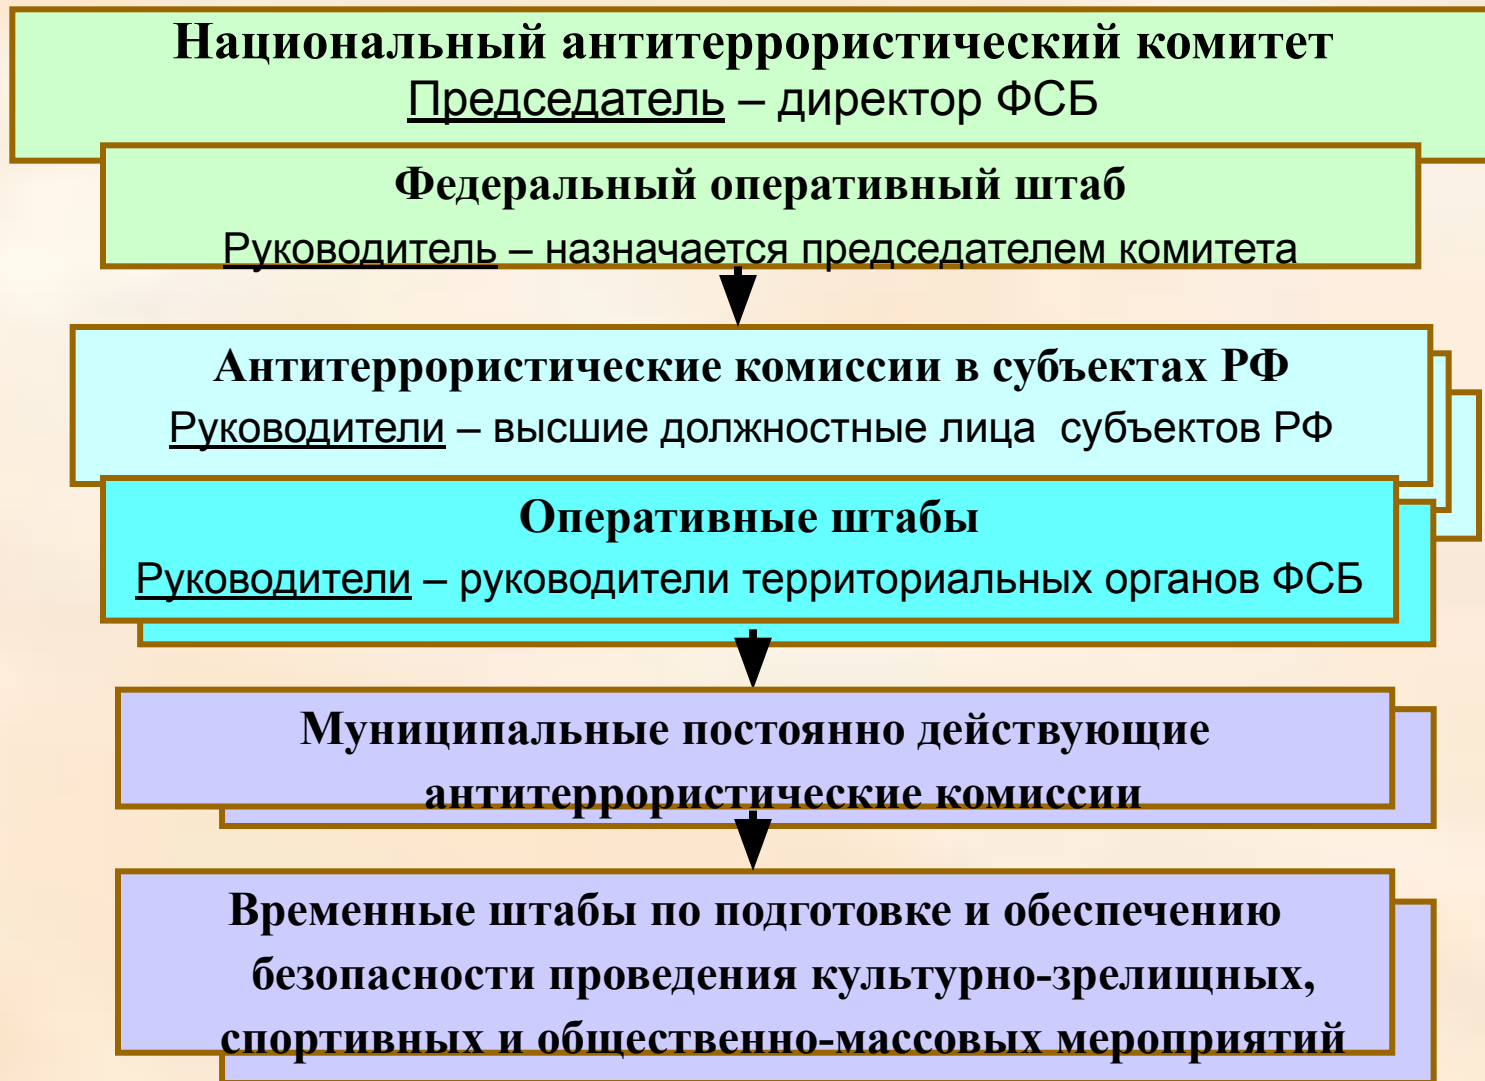 Национальный антитеррористический комитет
Председатель – директор ФСБ
Федеральный оперативный штаб
Руководитель – назначается председателем комитета
Антитеррористические комиссии в субъектах РФ
Руководители – высшие должностные лица субъектов РФ
Оперативные штабы
Руководители – руководители территориальных органов ФСБ
Муниципальные постоянно действующие
антитеррористические комиссии
Временные штабы по подготовке и обеспечению
безопасности проведения культурно-зрелищных,
спортивных и общественно-массовых мероприятий